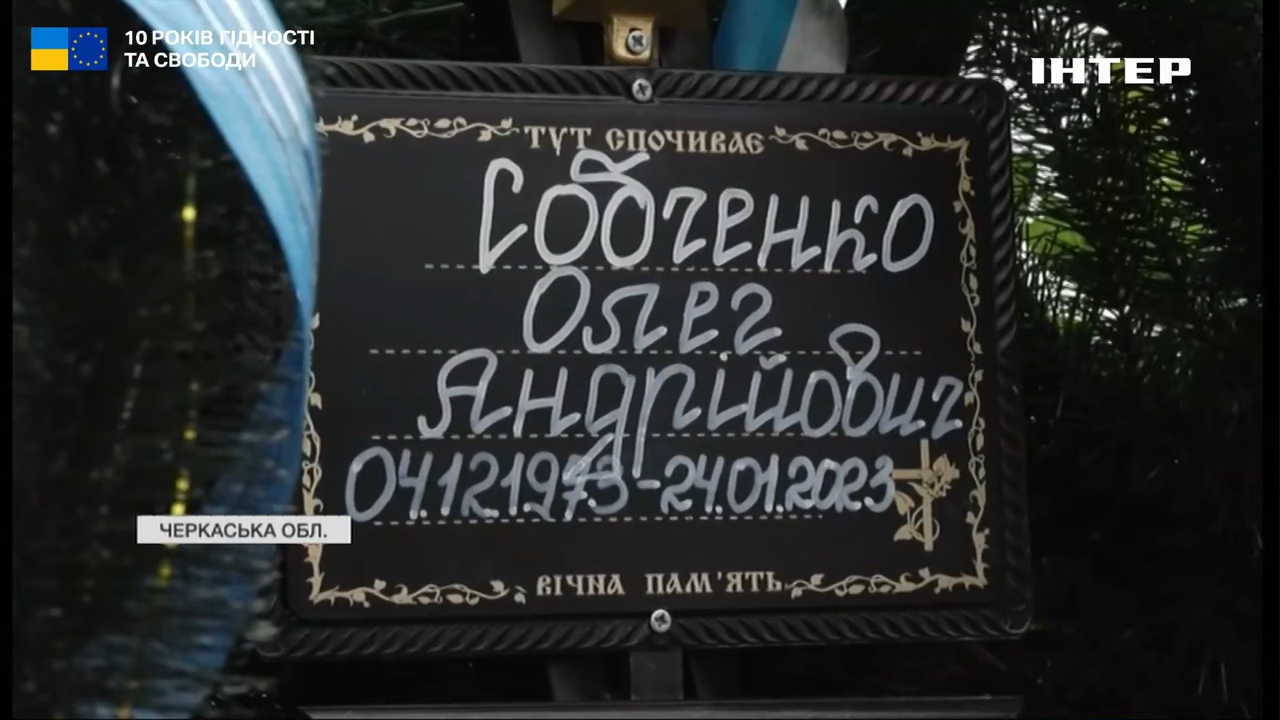 10 РОКІВ ГІДНОСТІ
ТА СВОБОДИ
ІНТЕР
ТУТ СПОЧИВАЄ
Собченко
Олег
Андрійович
04.12.1973-24.01.2023
ВІЧНА ПАМ'ЯТЬ
ЧЕРКАСЬКА ОБЛ.